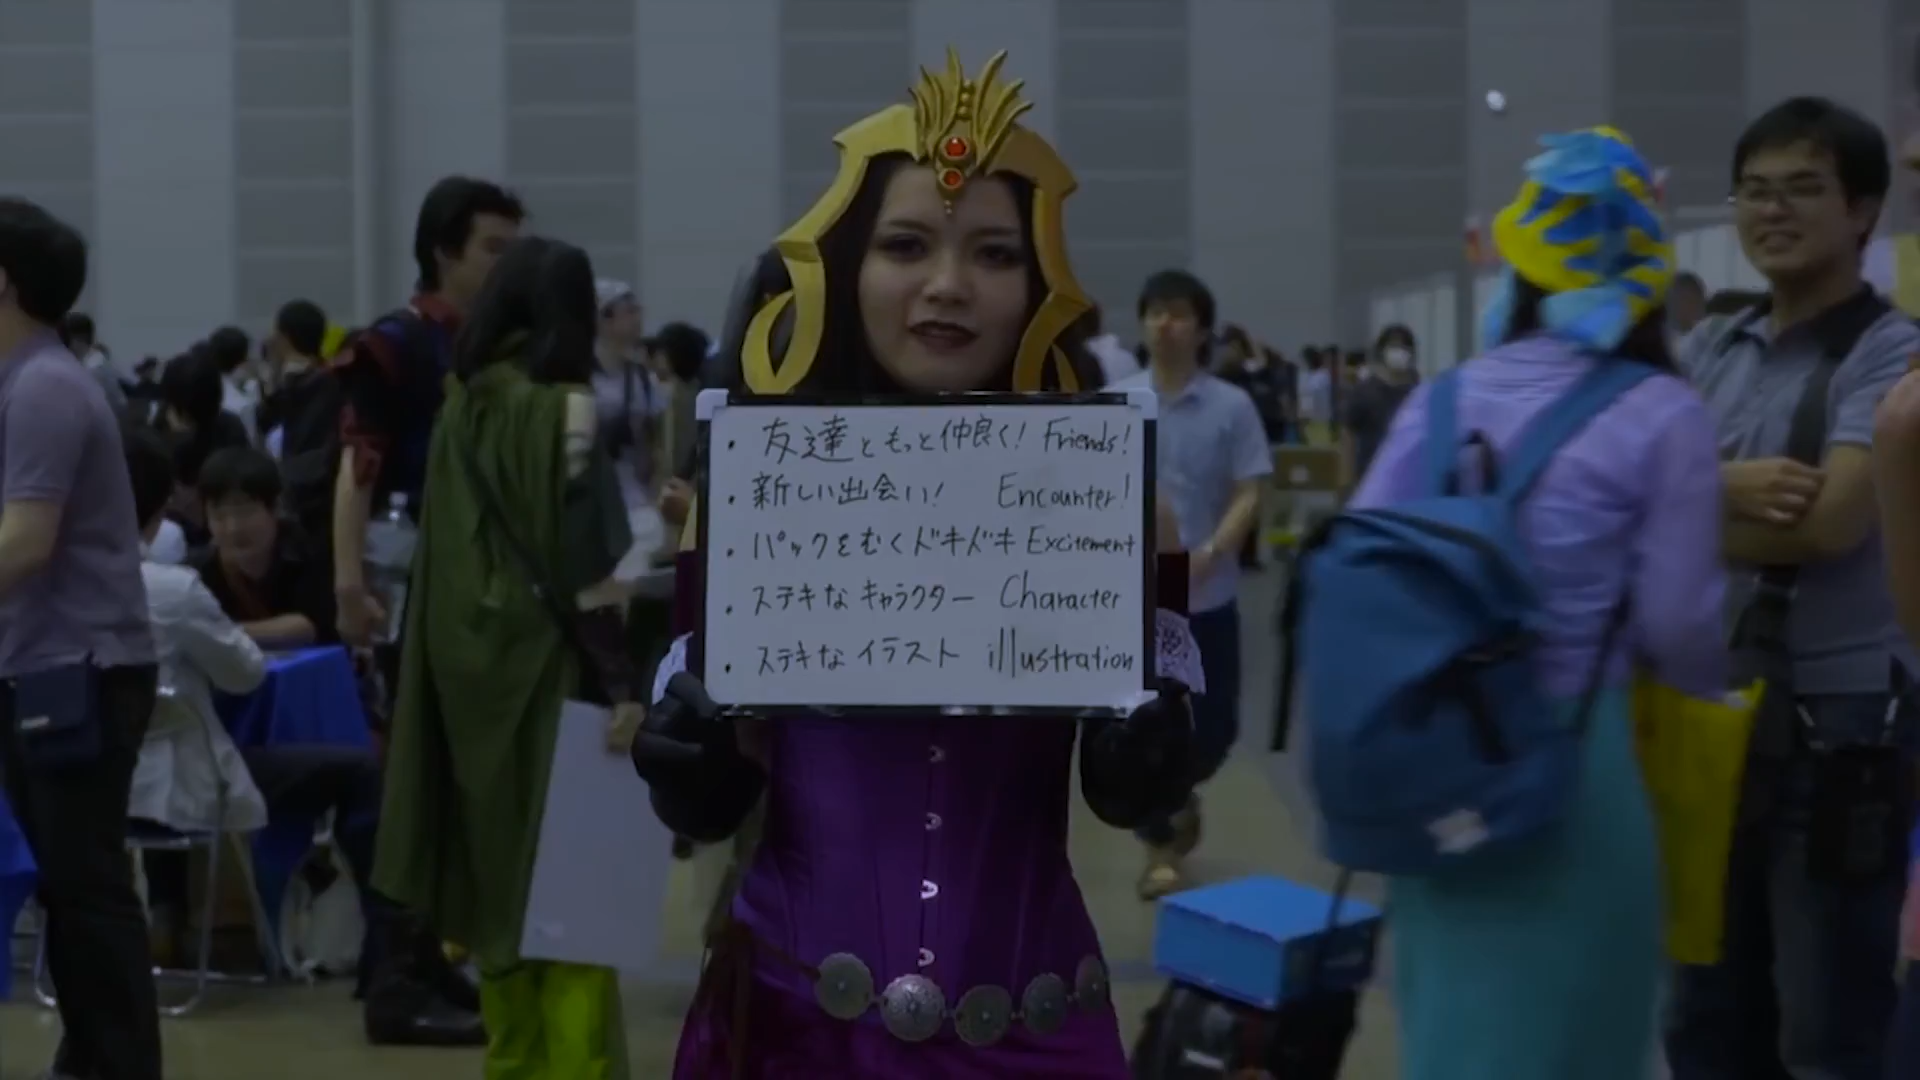 ・友達ともっと仲良く! Friends!
・新しい出会い! Encounter!
・パックをむくドキドキ Excitement
・ステキなキャラクター Character
・ステキなイラスト illustration